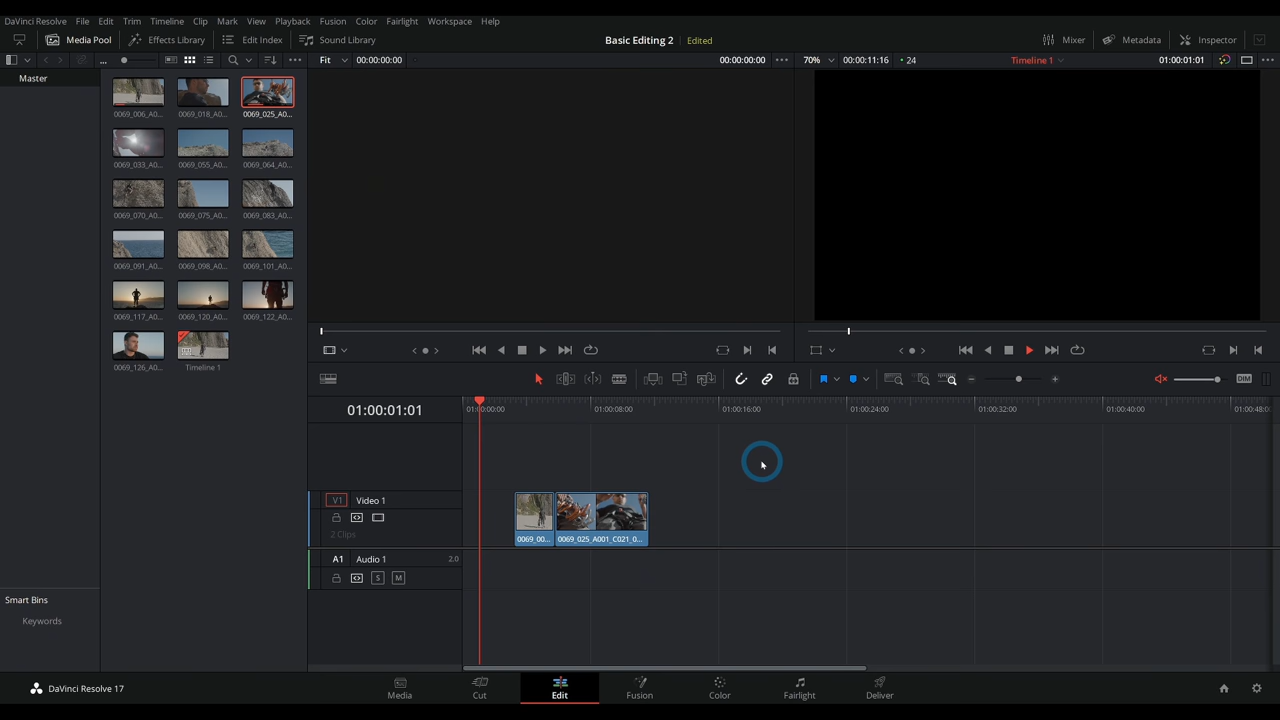 DaVinci Resolve File Edit Trim Timeline Clip Mark View Playback Fusion Color Fairlight Workspace Help
Media Pool Effects Library Edit Index Sound Library Basic Editing 2 Edited Mixer Metadata Inspector
... Fit 00:00:00:00 00:00:00:00 70% 00:00:11:16 24 Timeline 1 01:00:01:01
Master
0069_006_A0... 0069_018_A0... 0069_025_A0...
0069_033_A0... 0069_055_A0... 0069_064_A0...
0069_070_A0... 0069_075_A0... 0069_083_A0...
0069_091_A0... 0069_098_A0... 0069_101_A0...
0069_117_A0... 0069_120_A0... 0069_122_A0...
0069_126_A0... Timeline 1
DIM
01:00:01:01 01:00:00:00 01:00:08:00 01:00:16:00 01:00:24:00 01:00:32:00 01:00:40:00 01:00:48:00
V1 Video 1
2 Clips 0069_00... 0069_025_A001_C021_0...
A1 Audio 1 2.0
S M
Smart Bins
Keywords
DaVinci Resolve 17 Media Cut Edit Fusion Color Fairlight Deliver